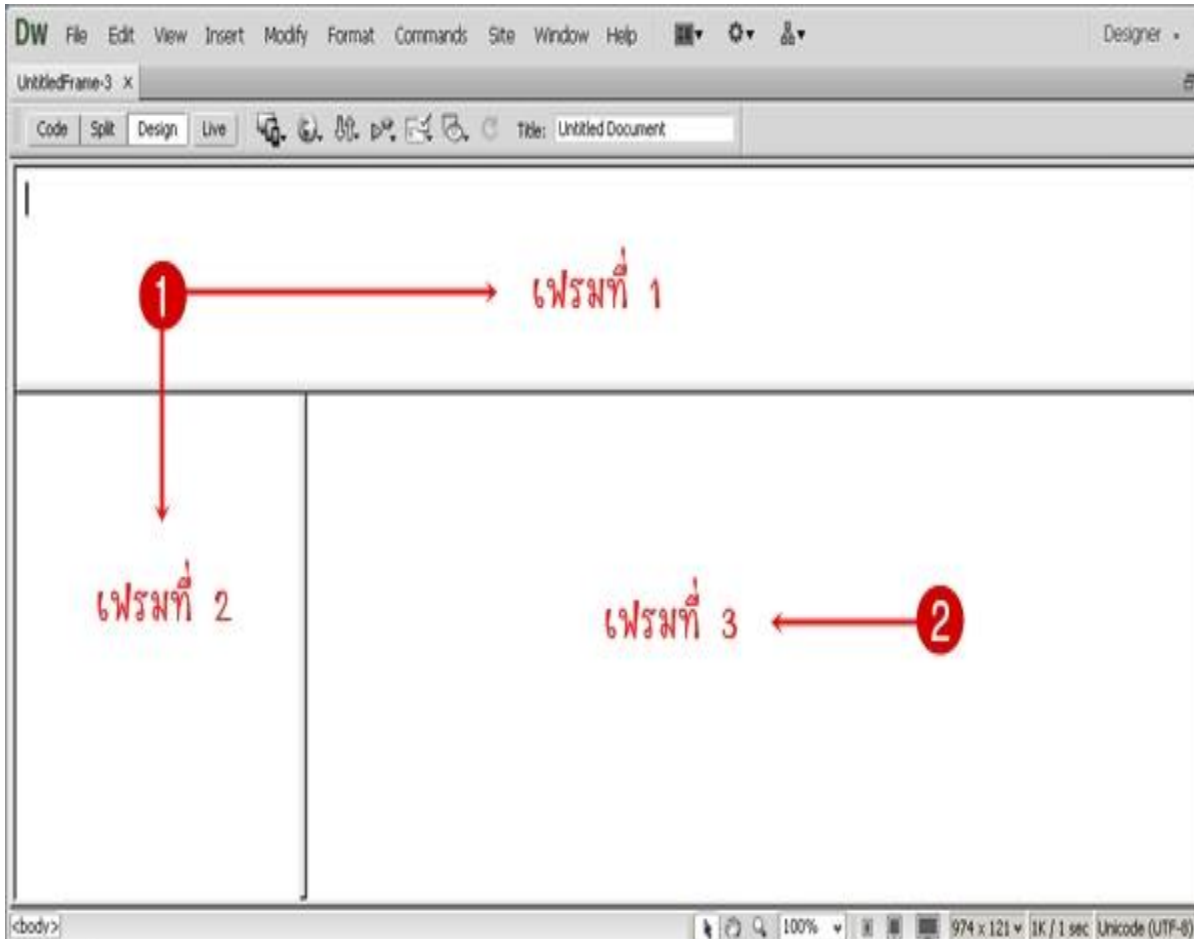 Dw File Edit View Insert Modify Format Commands Site Window Help Designer
UntitledFrame-3 x
Code Split Design Live Title: Untitled Document
1 เฟรมที่ 1
เฟรมที่ 2
เฟรมที่ 3 2
<body> 100% 974 x 121 1K / 1 sec Unicode (UTF-8)